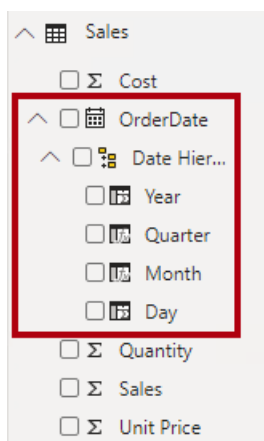 Sales
Σ Cost
OrderDate
Date Hier...
Year
Quarter
Month
Day
Σ Quantity
Σ Sales
Σ Unit Price